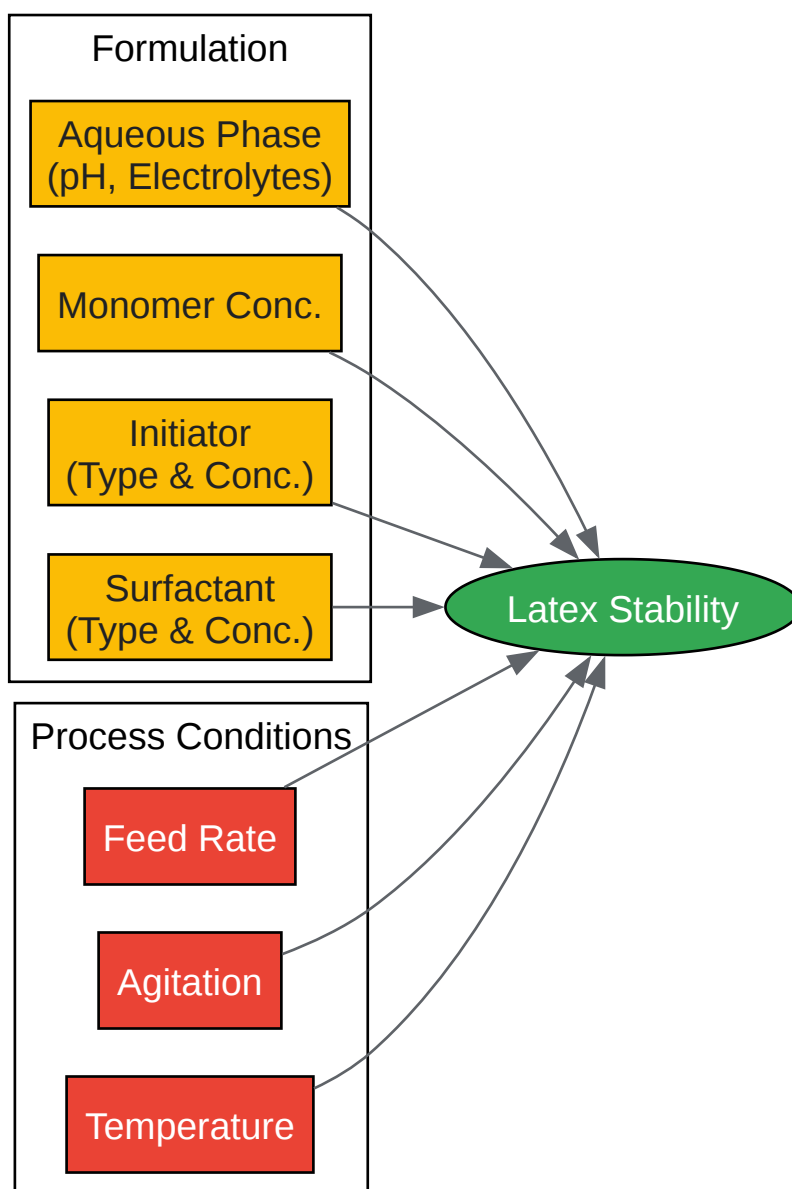 Formulation
Aqueous Phase
(pH, Electrolytes)
Monomer Conc.
Initiator
(Type & Conc.)
Surfactant
(Type & Conc.)
Latex Stability
Process Conditions
Feed Rate
Agitation
Temperature